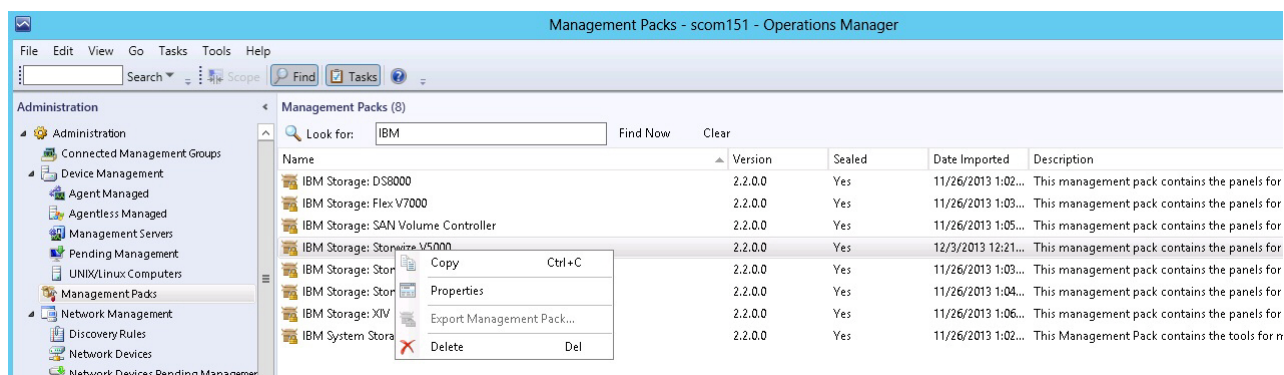 Management Packs - scom151 - Operations Manager
File Edit View Go Tasks Tools Help
Search Scope Find Tasks
Administration
Management Packs (8)
Administration
Connected Management Groups
Device Management
Agent Managed
Agentless Managed
Management Servers
Pending Management
UNIX/Linux Computers
Management Packs
Network Management
Discovery Rules
Network Devices
Network Devices Pending Managemer
Look for: IBM Find Now Clear
Name Version Sealed Date Imported Description
IBM Storage: DS8000 2.2.0.0 Yes 11/26/2013 1:02... This management pack contains the panels for
IBM Storage: Flex V7000 2.2.0.0 Yes 11/26/2013 1:03... This management pack contains the panels for
IBM Storage: SAN Volume Controller 2.2.0.0 Yes 11/26/2013 1:05... This management pack contains the panels for
IBM Storage: Storwize V5000 2.2.0.0 Yes 12/3/2013 12:21... This management pack contains the panels for
IBM Storage: Stor 2.2.0.0 Yes 11/26/2013 1:03... This management pack contains the panels for
IBM Storage: Stor 2.2.0.0 Yes 11/26/2013 1:04... This management pack contains the panels for
IBM Storage: XIV 2.2.0.0 Yes 11/26/2013 1:06... This management pack contains the panels for
IBM System Stora 2.2.0.0 Yes 11/26/2013 1:02... This Management Pack contains the tools for m
Copy Ctrl+C
Properties
Export Management Pack...
Delete Del